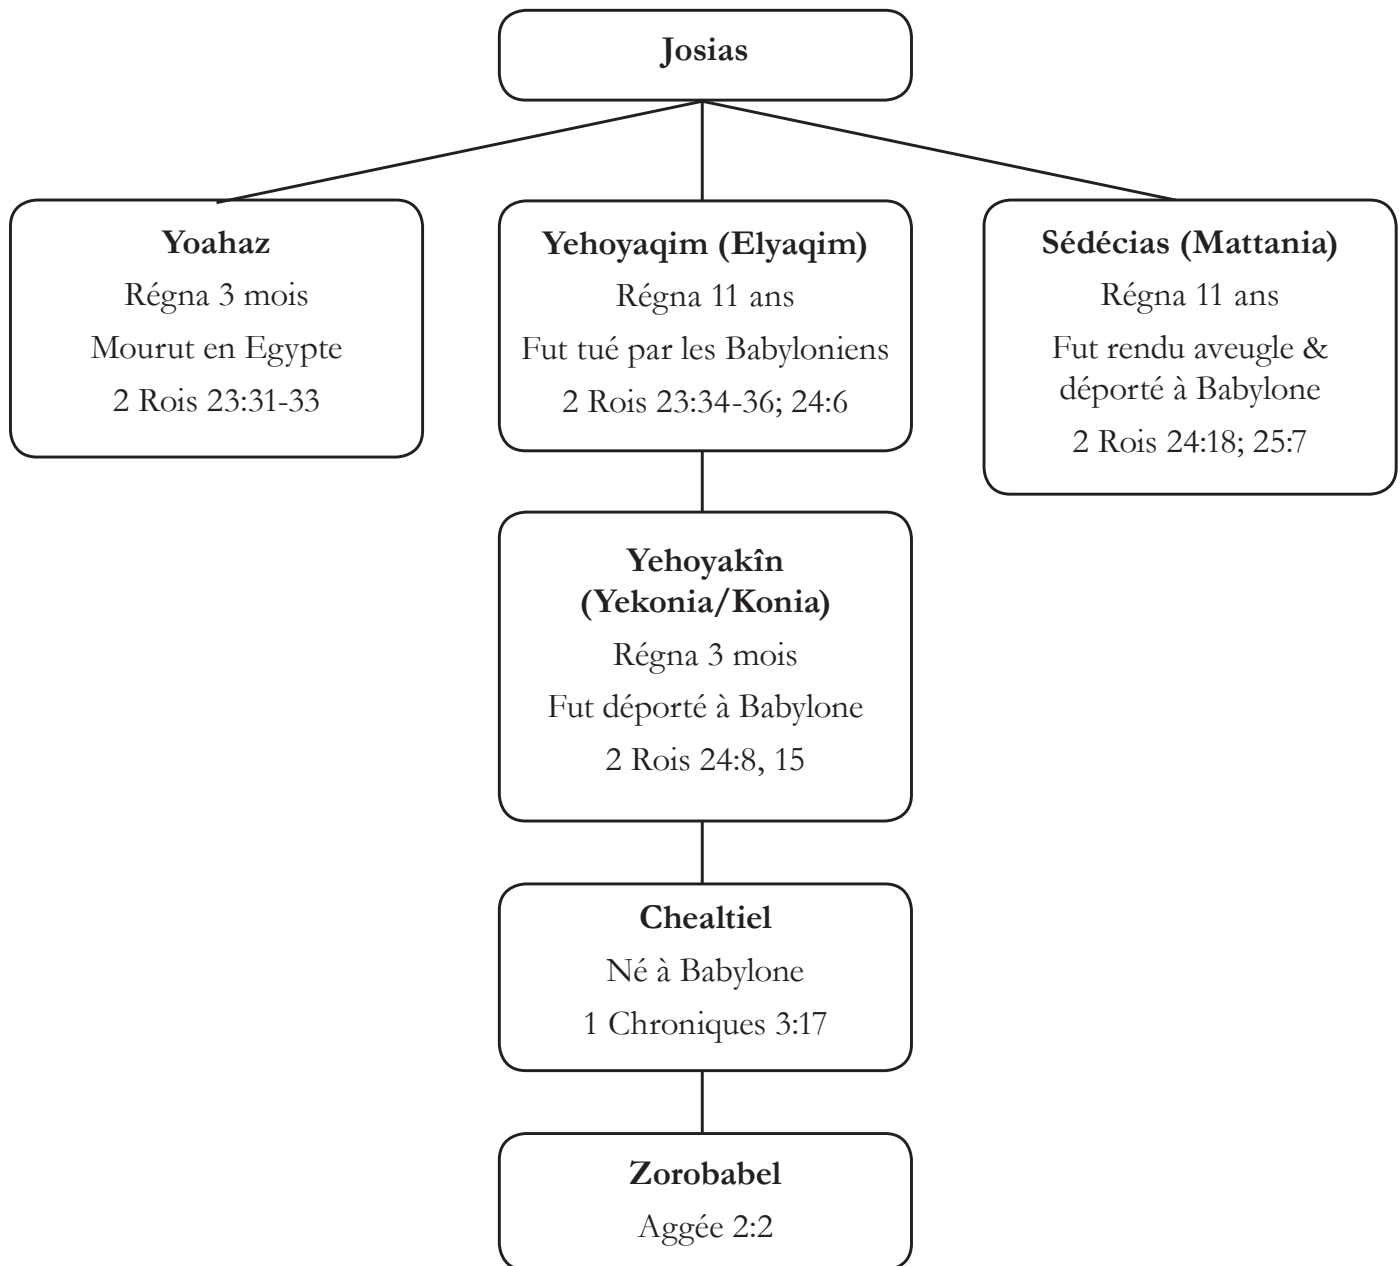 Josias
Yoahaz
Régna 3 mois
Mourut en Egypte
2 Rois 23:31-33
Yehoyaqim (Elyaqim)
Régna 11 ans
Fut tué par les Babyloniens
2 Rois 23:34-36; 24:6
Sédécias (Mattania)
Régna 11 ans
Fut rendu aveugle &
déporté à Babylone
2 Rois 24:18; 25:7
Yehoyakîn
(Yekonia/Konia)
Régna 3 mois
Fut déporté à Babylone
2 Rois 24:8, 15
Chealtiel
Né à Babylone
1 Chroniques 3:17
Zorobabel
Aggée 2:2